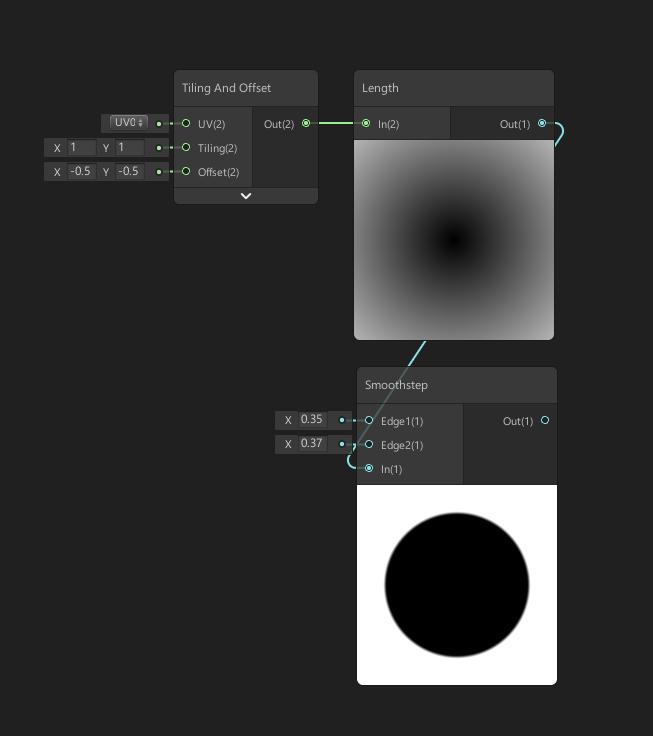 Tiling And Offset
UV0
UV(2)
Out(2)
X 1 Y 1
Tiling(2)
X -0.5 Y -0.5
Offset(2)
Length
In(2)
Out(1)
Smoothstep
X 0.35
Edge1(1)
Out(1)
X 0.37
Edge2(1)
In(1)